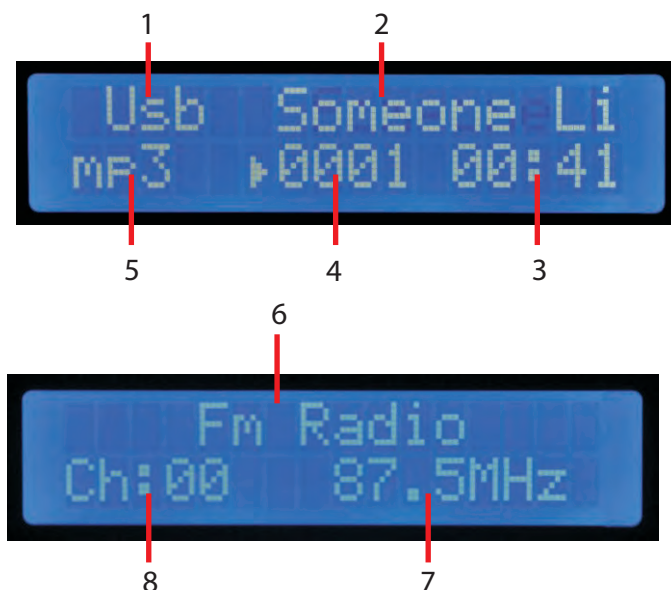 1 2
Usb Someone Li
mp3 ▸0001 00:41
5 4 3
6
Fm Radio
Ch:00 87.5MHz
8 7